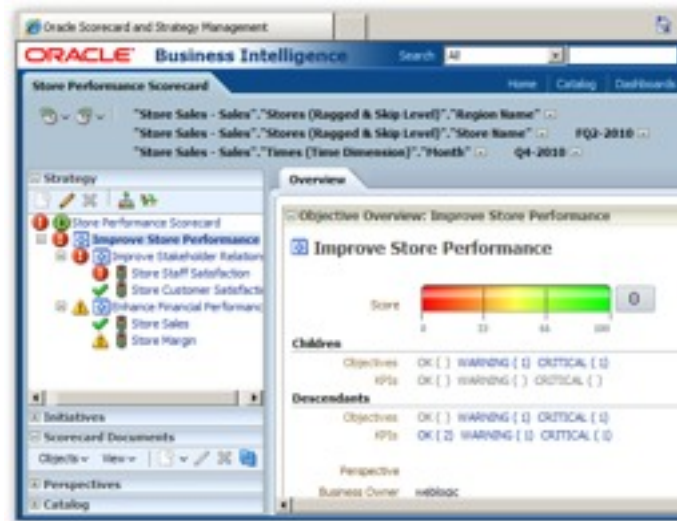 Oracle Scorecard and Strategy Management
ORACLE Business Intelligence Search All
Store Performance Scorecard Home Catalog Dashboards
"Store Sales - Sales"."Stores (Ragged & Skip Level)"."Region Name"
"Store Sales - Sales"."Stores (Ragged & Skip Level)"."Store Name" FQ2-2010
"Store Sales - Sales"."Times (Time Dimension)"."Month" Q4-2010
Strategy
Store Performance Scorecard
Improve Store Performance
Improve Stakeholder Relation
Store Staff Satisfaction
Store Customer Satisfacti
Enhance Financial Performanc
Store Sales
Store Margin
Initiatives
Scorecard Documents
Objects View
Perspectives
Catalog
Overview
Objective Overview: Improve Store Performance
Improve Store Performance
Score 0
0 33 66 100
Children
Objectives OK ( ) WARNING ( 1) CRITICAL ( 1)
KPIs OK ( ) WARNING ( ) CRITICAL ( )
Descendants
Objectives OK ( ) WARNING ( 1) CRITICAL ( 1)
KPIs OK ( 2) WARNING ( 1) CRITICAL ( 1)
Perspective
Business Owner weblogic